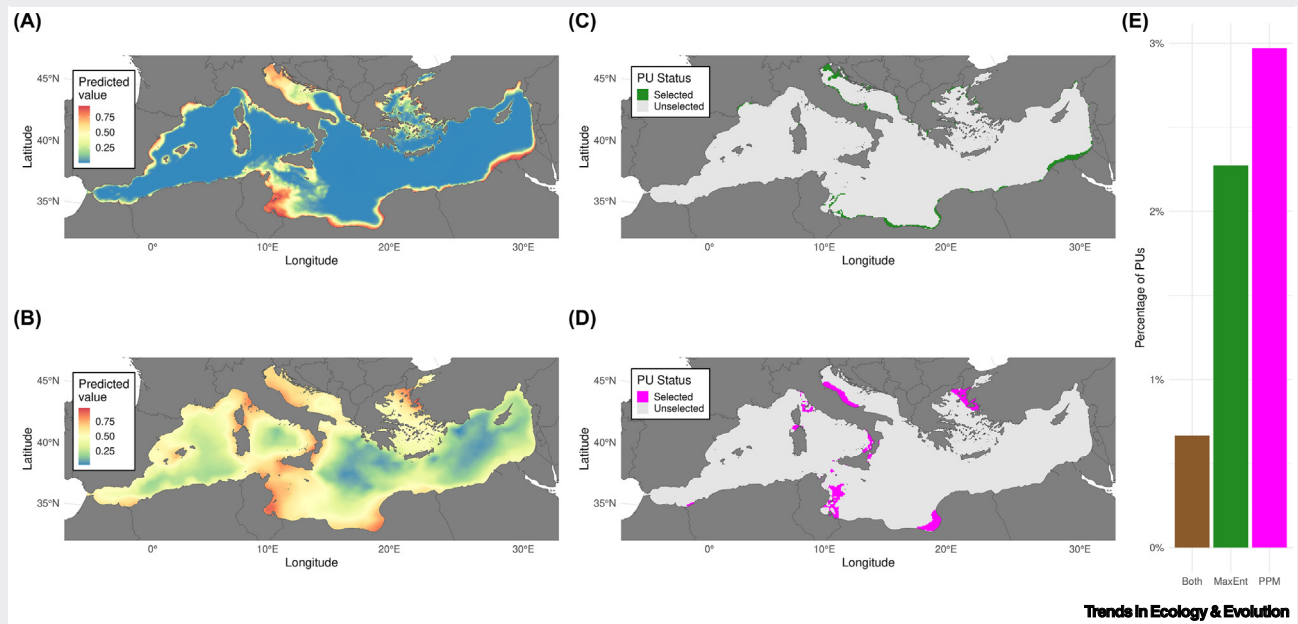 (A)
Predicted
value
0.75
0.50
0.25
45°N
40°N
35°N
Latitude
0°
10°E
20°E
30°E
Longitude
(B)
Predicted
value
0.75
0.50
0.25
45°N
40°N
35°N
Latitude
0°
10°E
20°E
30°E
Longitude
(C)
PU Status
Selected
Unselected
45°N
40°N
35°N
Latitude
0°
10°E
20°E
30°E
Longitude
(D)
PU Status
Selected
Unselected
45°N
40°N
35°N
Latitude
0°
10°E
20°E
30°E
Longitude
(E)
3%
2%
1%
0%
Percentage of PUs
Both MaxEnt PPM
Trends in Ecology & Evolution